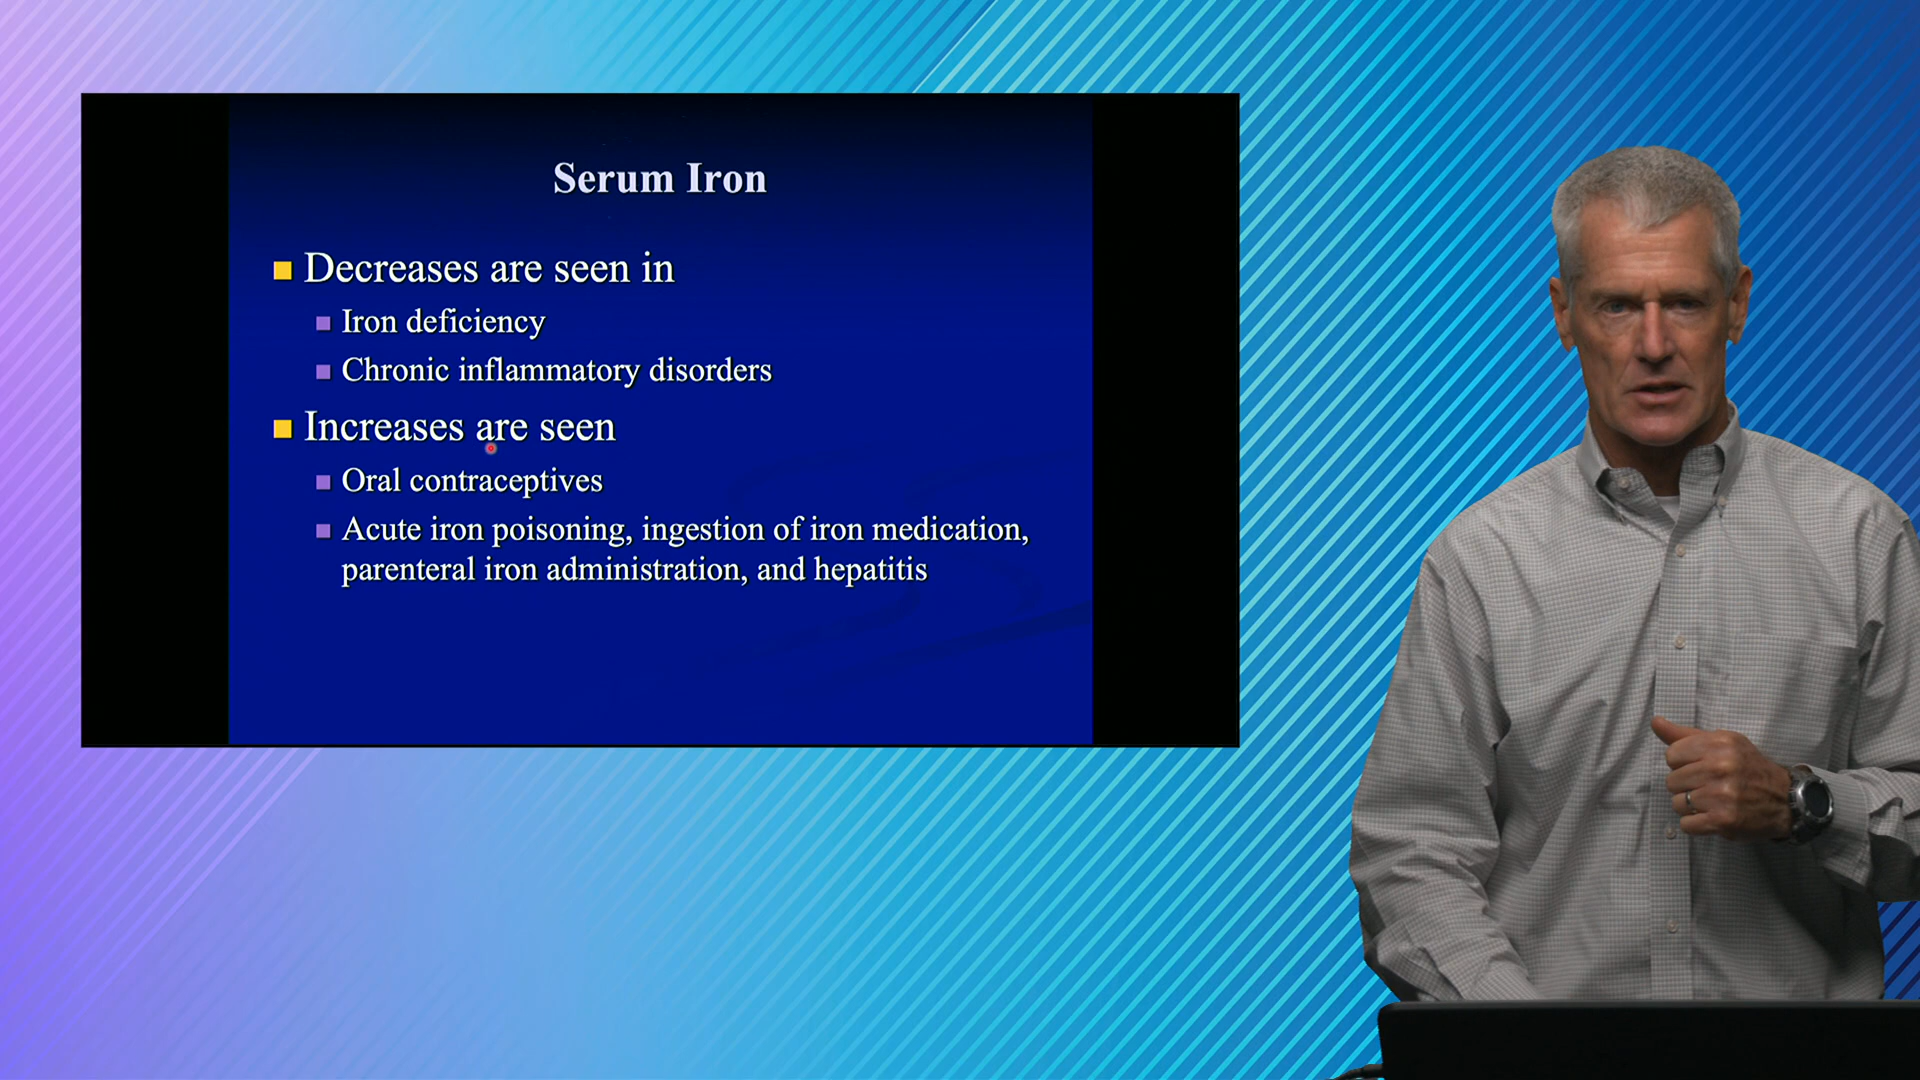 Serum Iron
Decreases are seen in
Iron deficiency
Chronic inflammatory disorders
Increases are seen
Oral contraceptives
Acute iron poisoning, ingestion of iron medication,
parenteral iron administration, and hepatitis